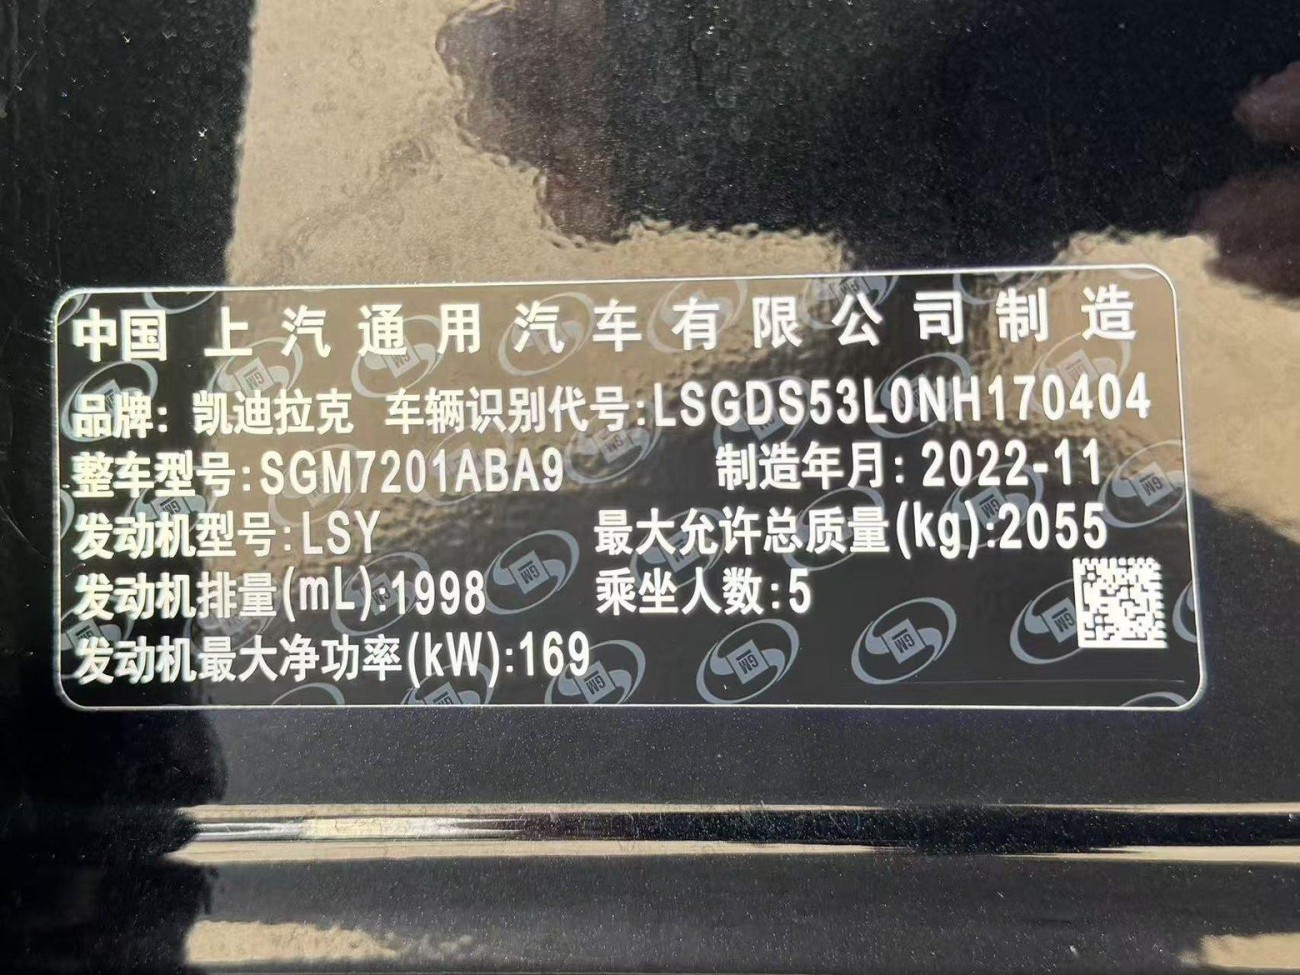 中国 上汽通用汽车有限公司制造
品牌: 凯迪拉克 车辆识别代号:LSGDS53L0NH170404
整车型号:SGM7201ABA9 制造年月: 2022-11
发动机型号:LSY 最大允许总质量(kg):2055
发动机排量(mL):1998 乘坐人数:5
发动机最大净功率(kW):169